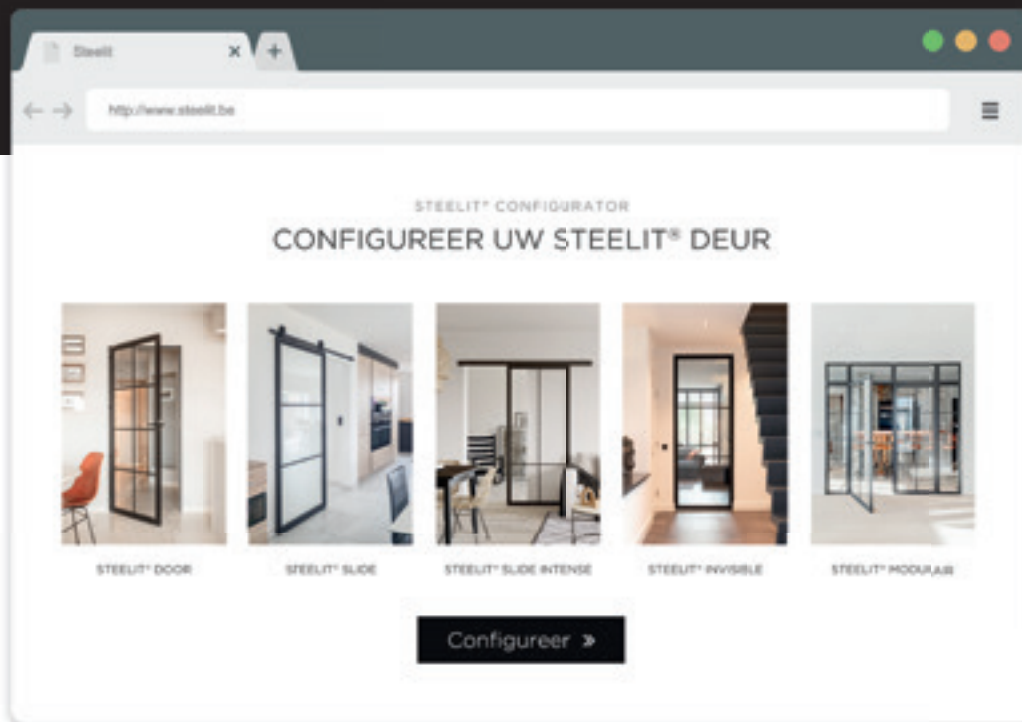 Steelit
http://www.steelit.be
STEELIT® CONFIGURATOR
CONFIGUREER UW STEELIT® DEUR
STEELIT® DOOR
STEELIT® SLIDE
STEELIT® SLIDE INTENSE
STEELIT® INVISIBLE
STEELIT® MODULAIR
Configureer »